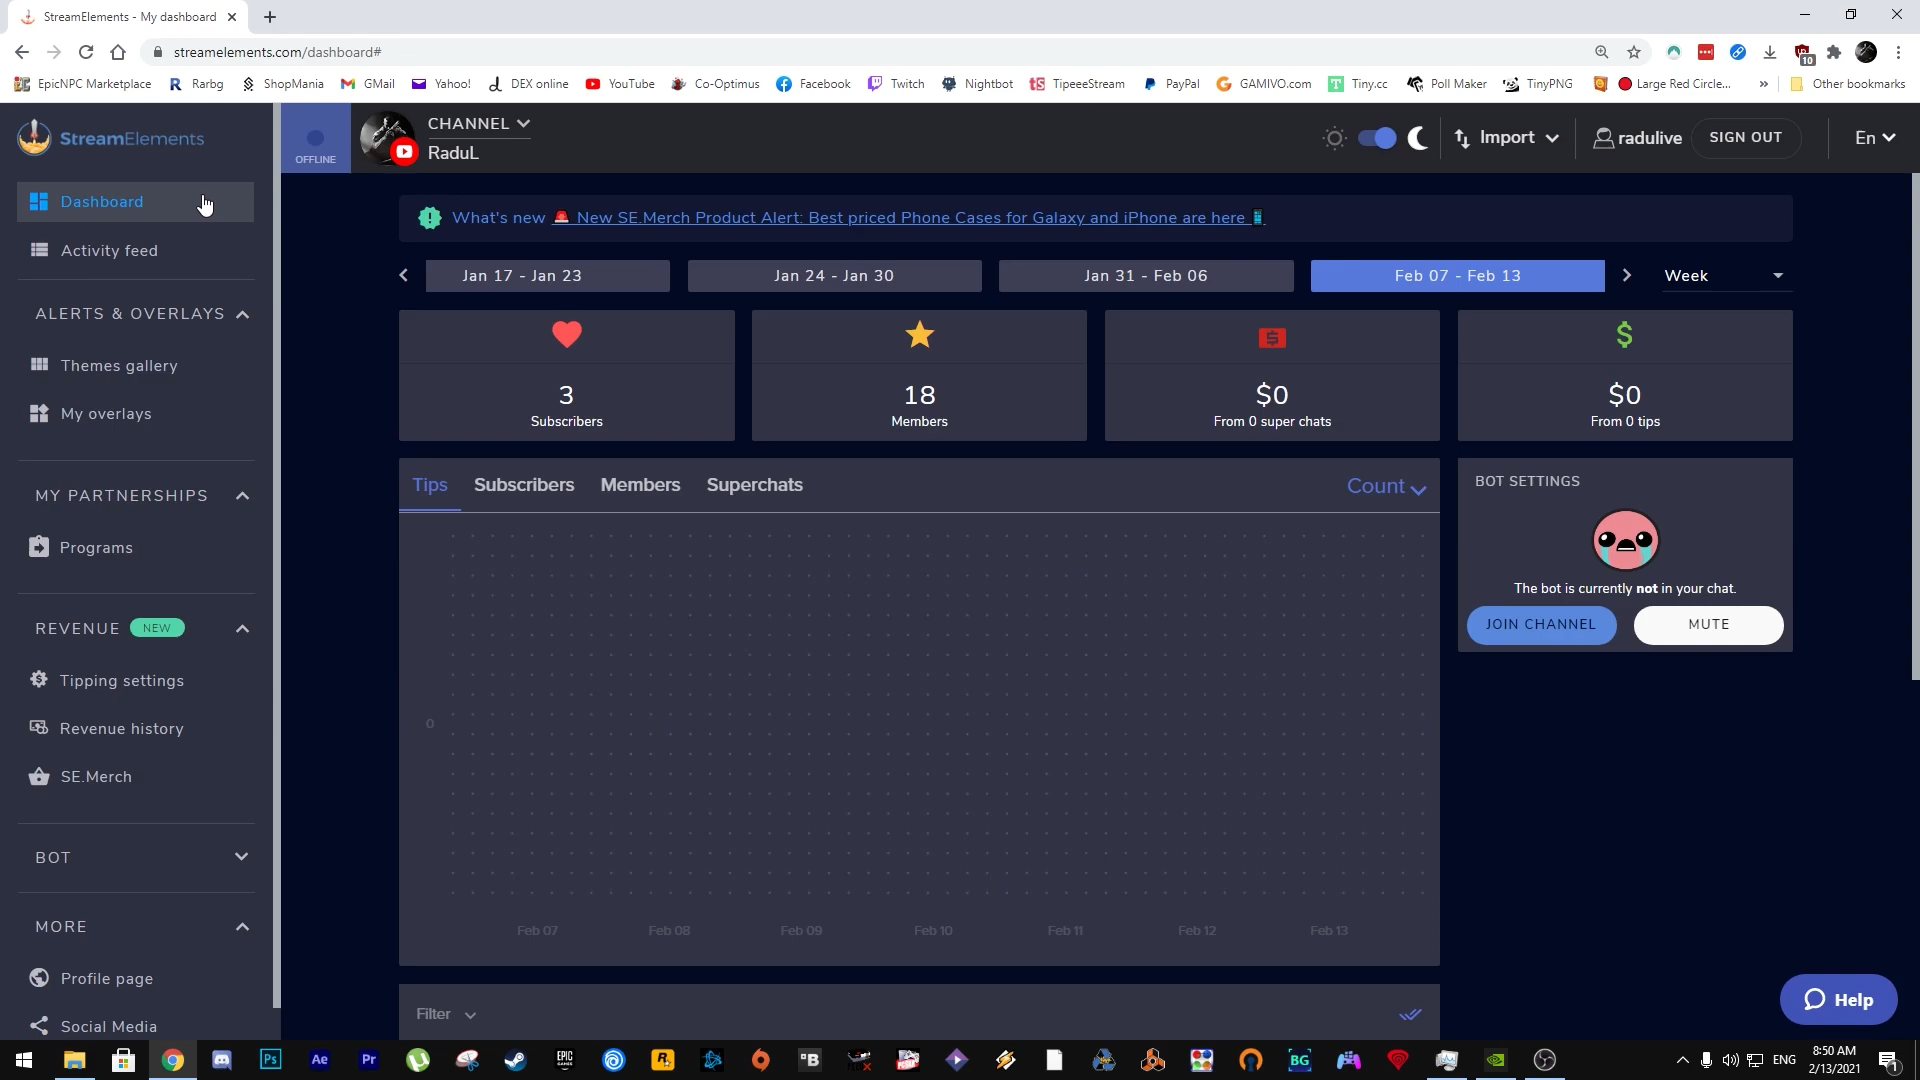 StreamElements - My dashboard
streamelements.com/dashboard#
EpicNPC Marketplace
Rarbg
ShopMania
GMail
Yahoo!
DEX online
YouTube
Co-Optimus
Facebook
Twitch
Nightbot
TipeeeStream
PayPal
GAMIVO.com
Tiny.cc
Poll Maker
TinyPNG
Large Red Circle...
»
Other bookmarks
10
StreamElements
OFFLINE
CHANNEL
RaduL
Import
radulive
SIGN OUT
En
Dashboard
Activity feed
ALERTS & OVERLAYS
Themes gallery
My overlays
MY PARTNERSHIPS
Programs
REVENUE NEW
Tipping settings
Revenue history
SE.Merch
BOT
MORE
Profile page
Social Media
What's new 🚨 New SE.Merch Product Alert: Best priced Phone Cases for Galaxy and iPhone are here 📱
Jan 17 - Jan 23
Jan 24 - Jan 30
Jan 31 - Feb 06
Feb 07 - Feb 13
Week
3
Subscribers
18
Members
$0
From 0 super chats
$0
From 0 tips
Tips
Subscribers
Members
Superchats
Count
0
Feb 07
Feb 08
Feb 09
Feb 10
Feb 11
Feb 12
Feb 13
Filter
BOT SETTINGS
The bot is currently not in your chat.
JOIN CHANNEL
MUTE
Help
Ps
Ae
Pr
EPIC GAMES
R
B
BG
ENG
8:50 AM
2/13/2021
1